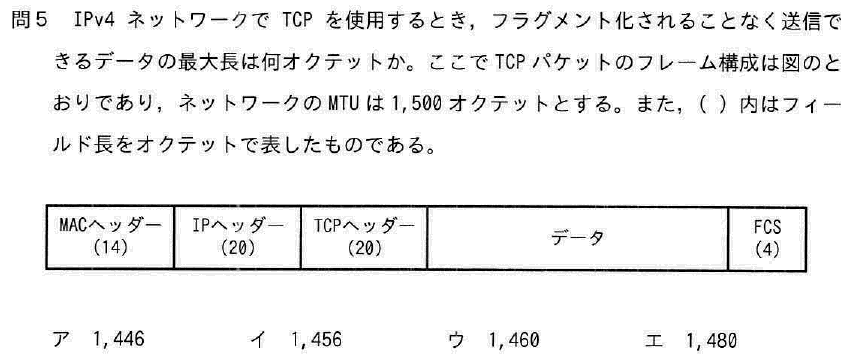 問5 IPv4 ネットワークで TCP を使用するとき，フラグメント化されることなく送信で
きるデータの最大長は何オクテットか。ここで TCP パケットのフレーム構成は図のと
おりであり，ネットワークの MTU は 1,500 オクテットとする。また，( ) 内はフィー
ルド長をオクテットで表したものである。
MACヘッダー IPヘッダー TCPヘッダー データ FCS
(14) (20) (20) (4)
ア 1,446 イ 1,456 ウ 1,460 エ 1,480